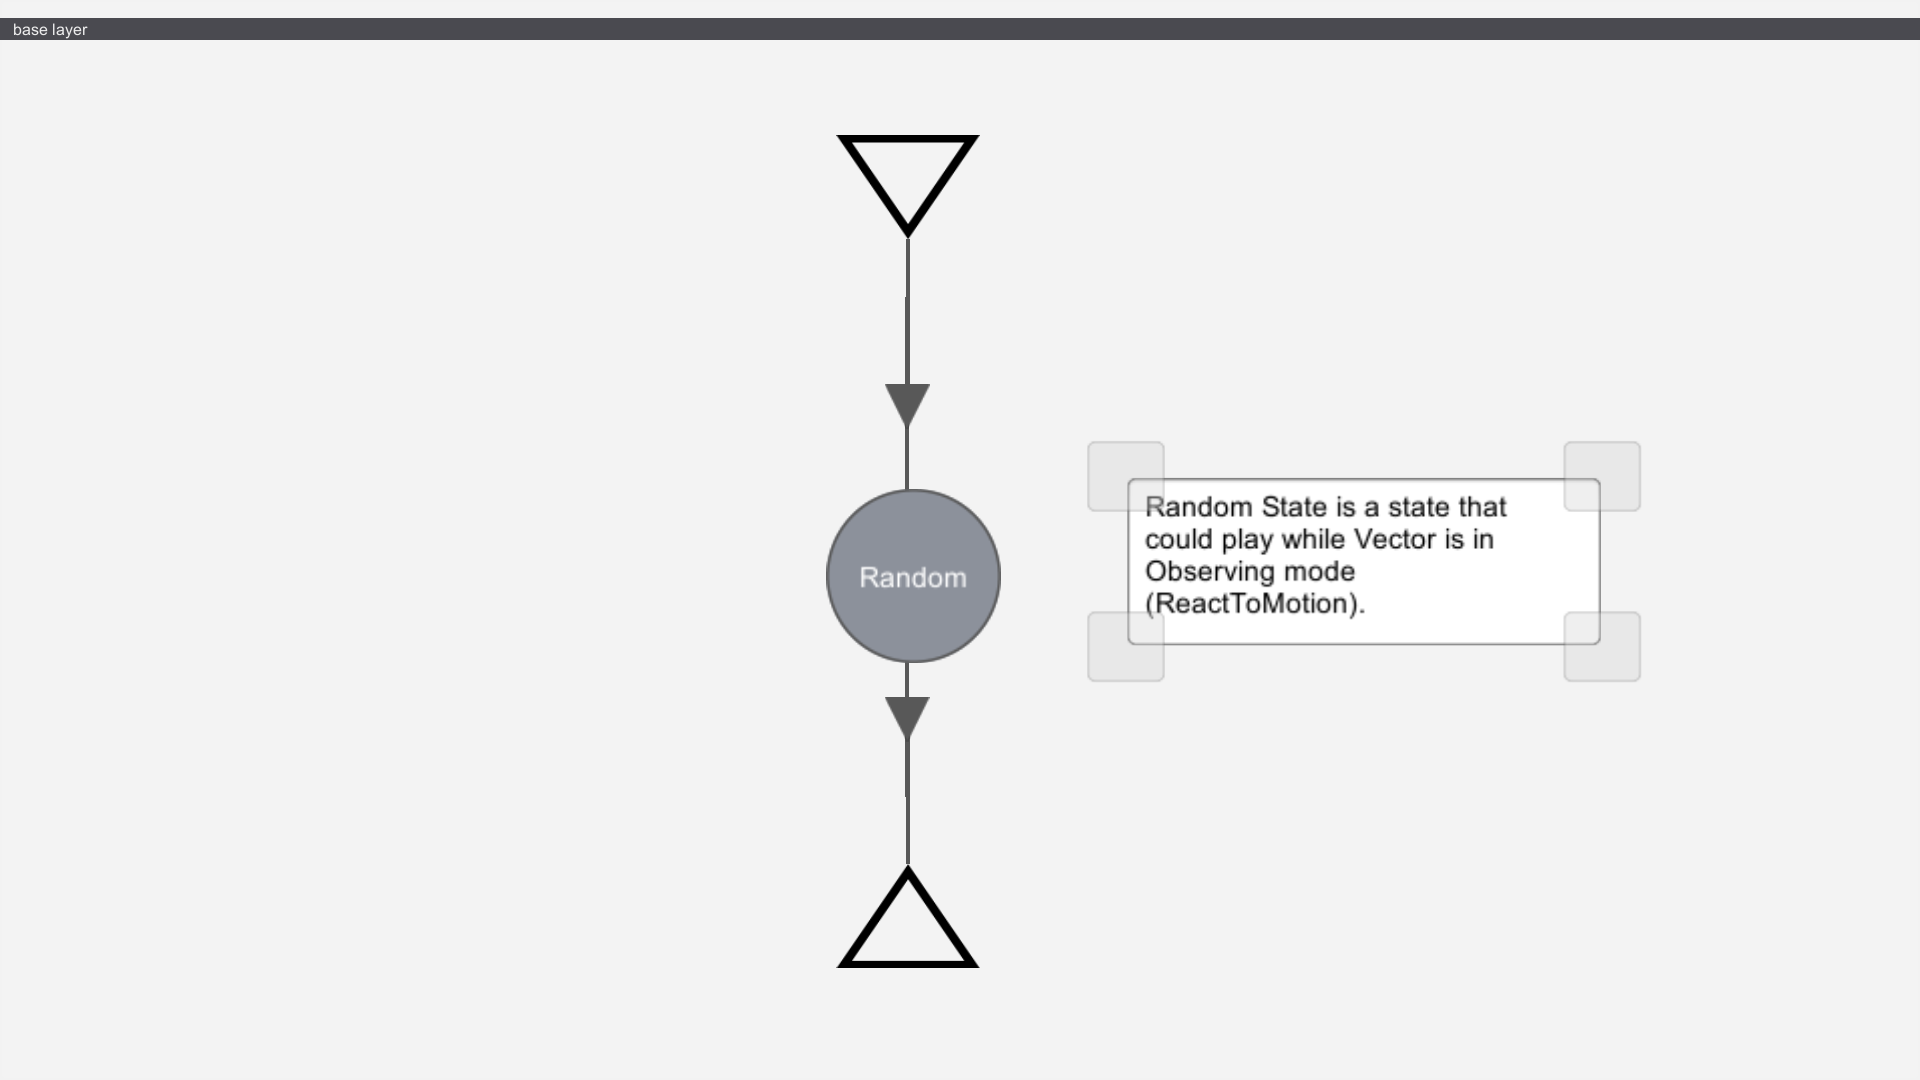 base layer
Random State is a state that
could play while Vector is in
Observing mode
(ReactToMotion).
Random